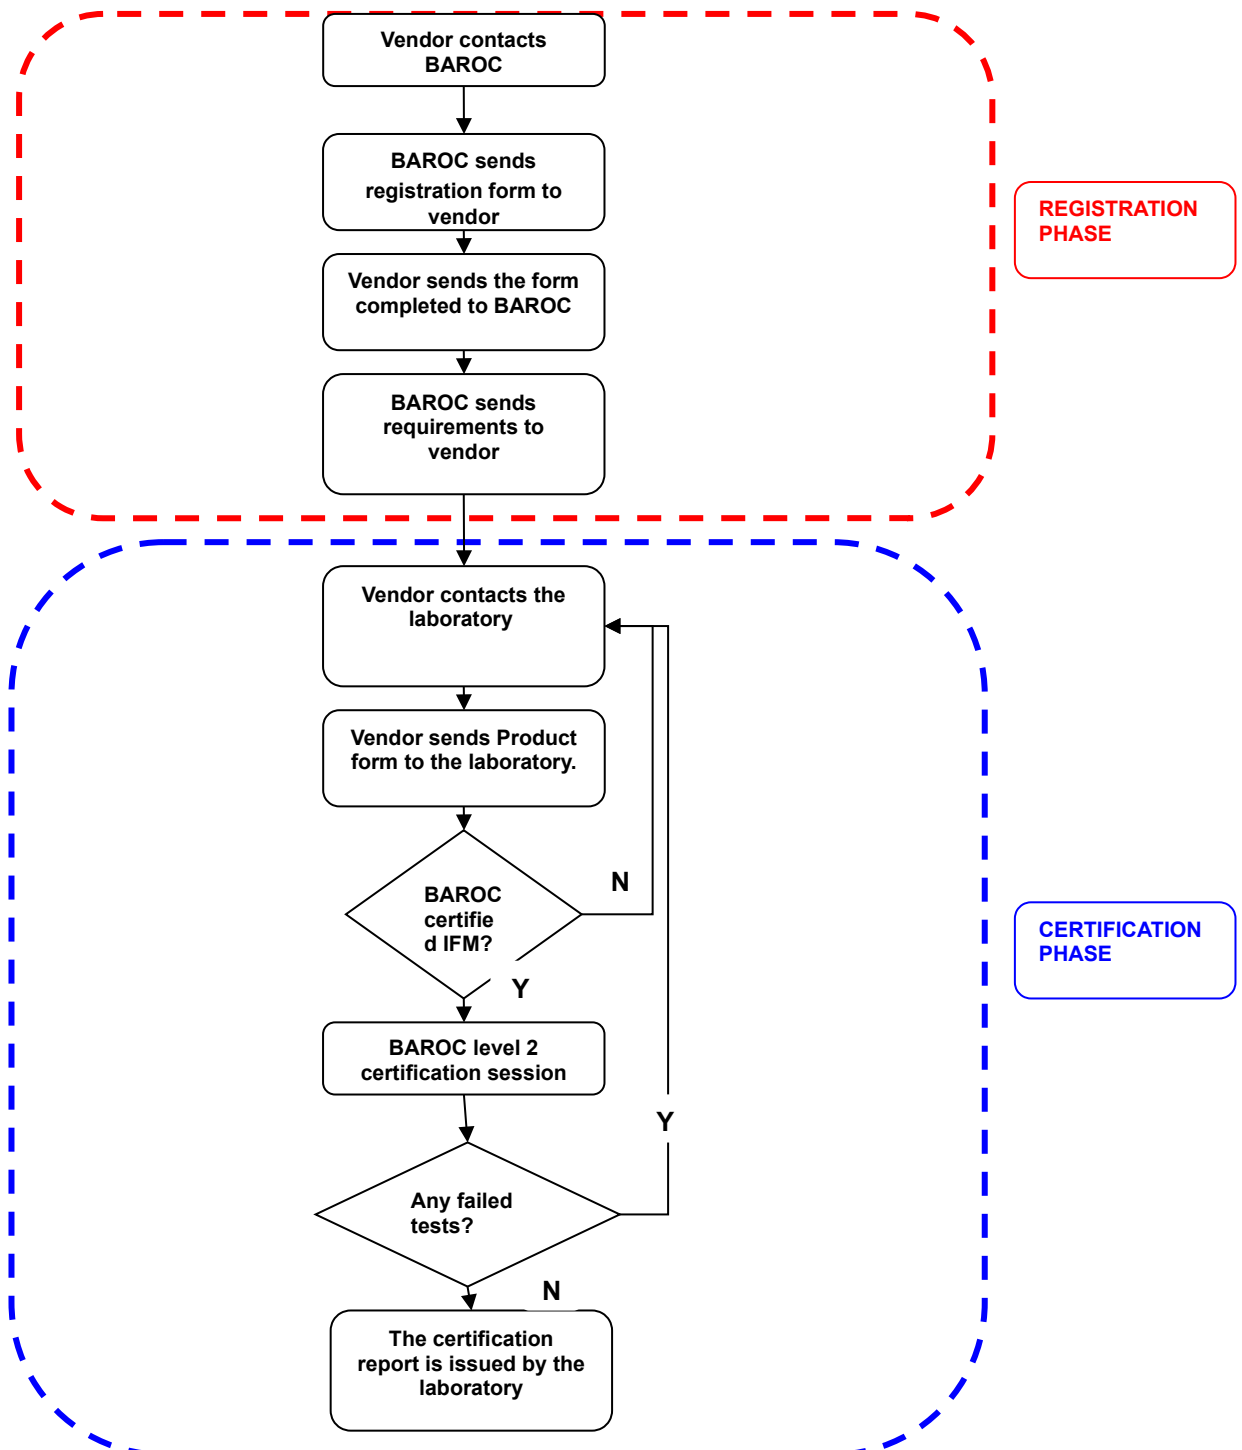 Vendor contacts
BAROC
BAROC sends
registration form to
vendor
REGISTRATION
PHASE
Vendor sends the form
completed to BAROC
BAROC sends
requirements to
vendor
Vendor contacts the
laboratory
Vendor sends Product
form to the laboratory.
N
BAROC
certifie
d IFM?
CERTIFICATION
PHASE
Y
BAROC level 2
certification session
Y
Any failed
tests?
N
The certification
report is issued by the
laboratory